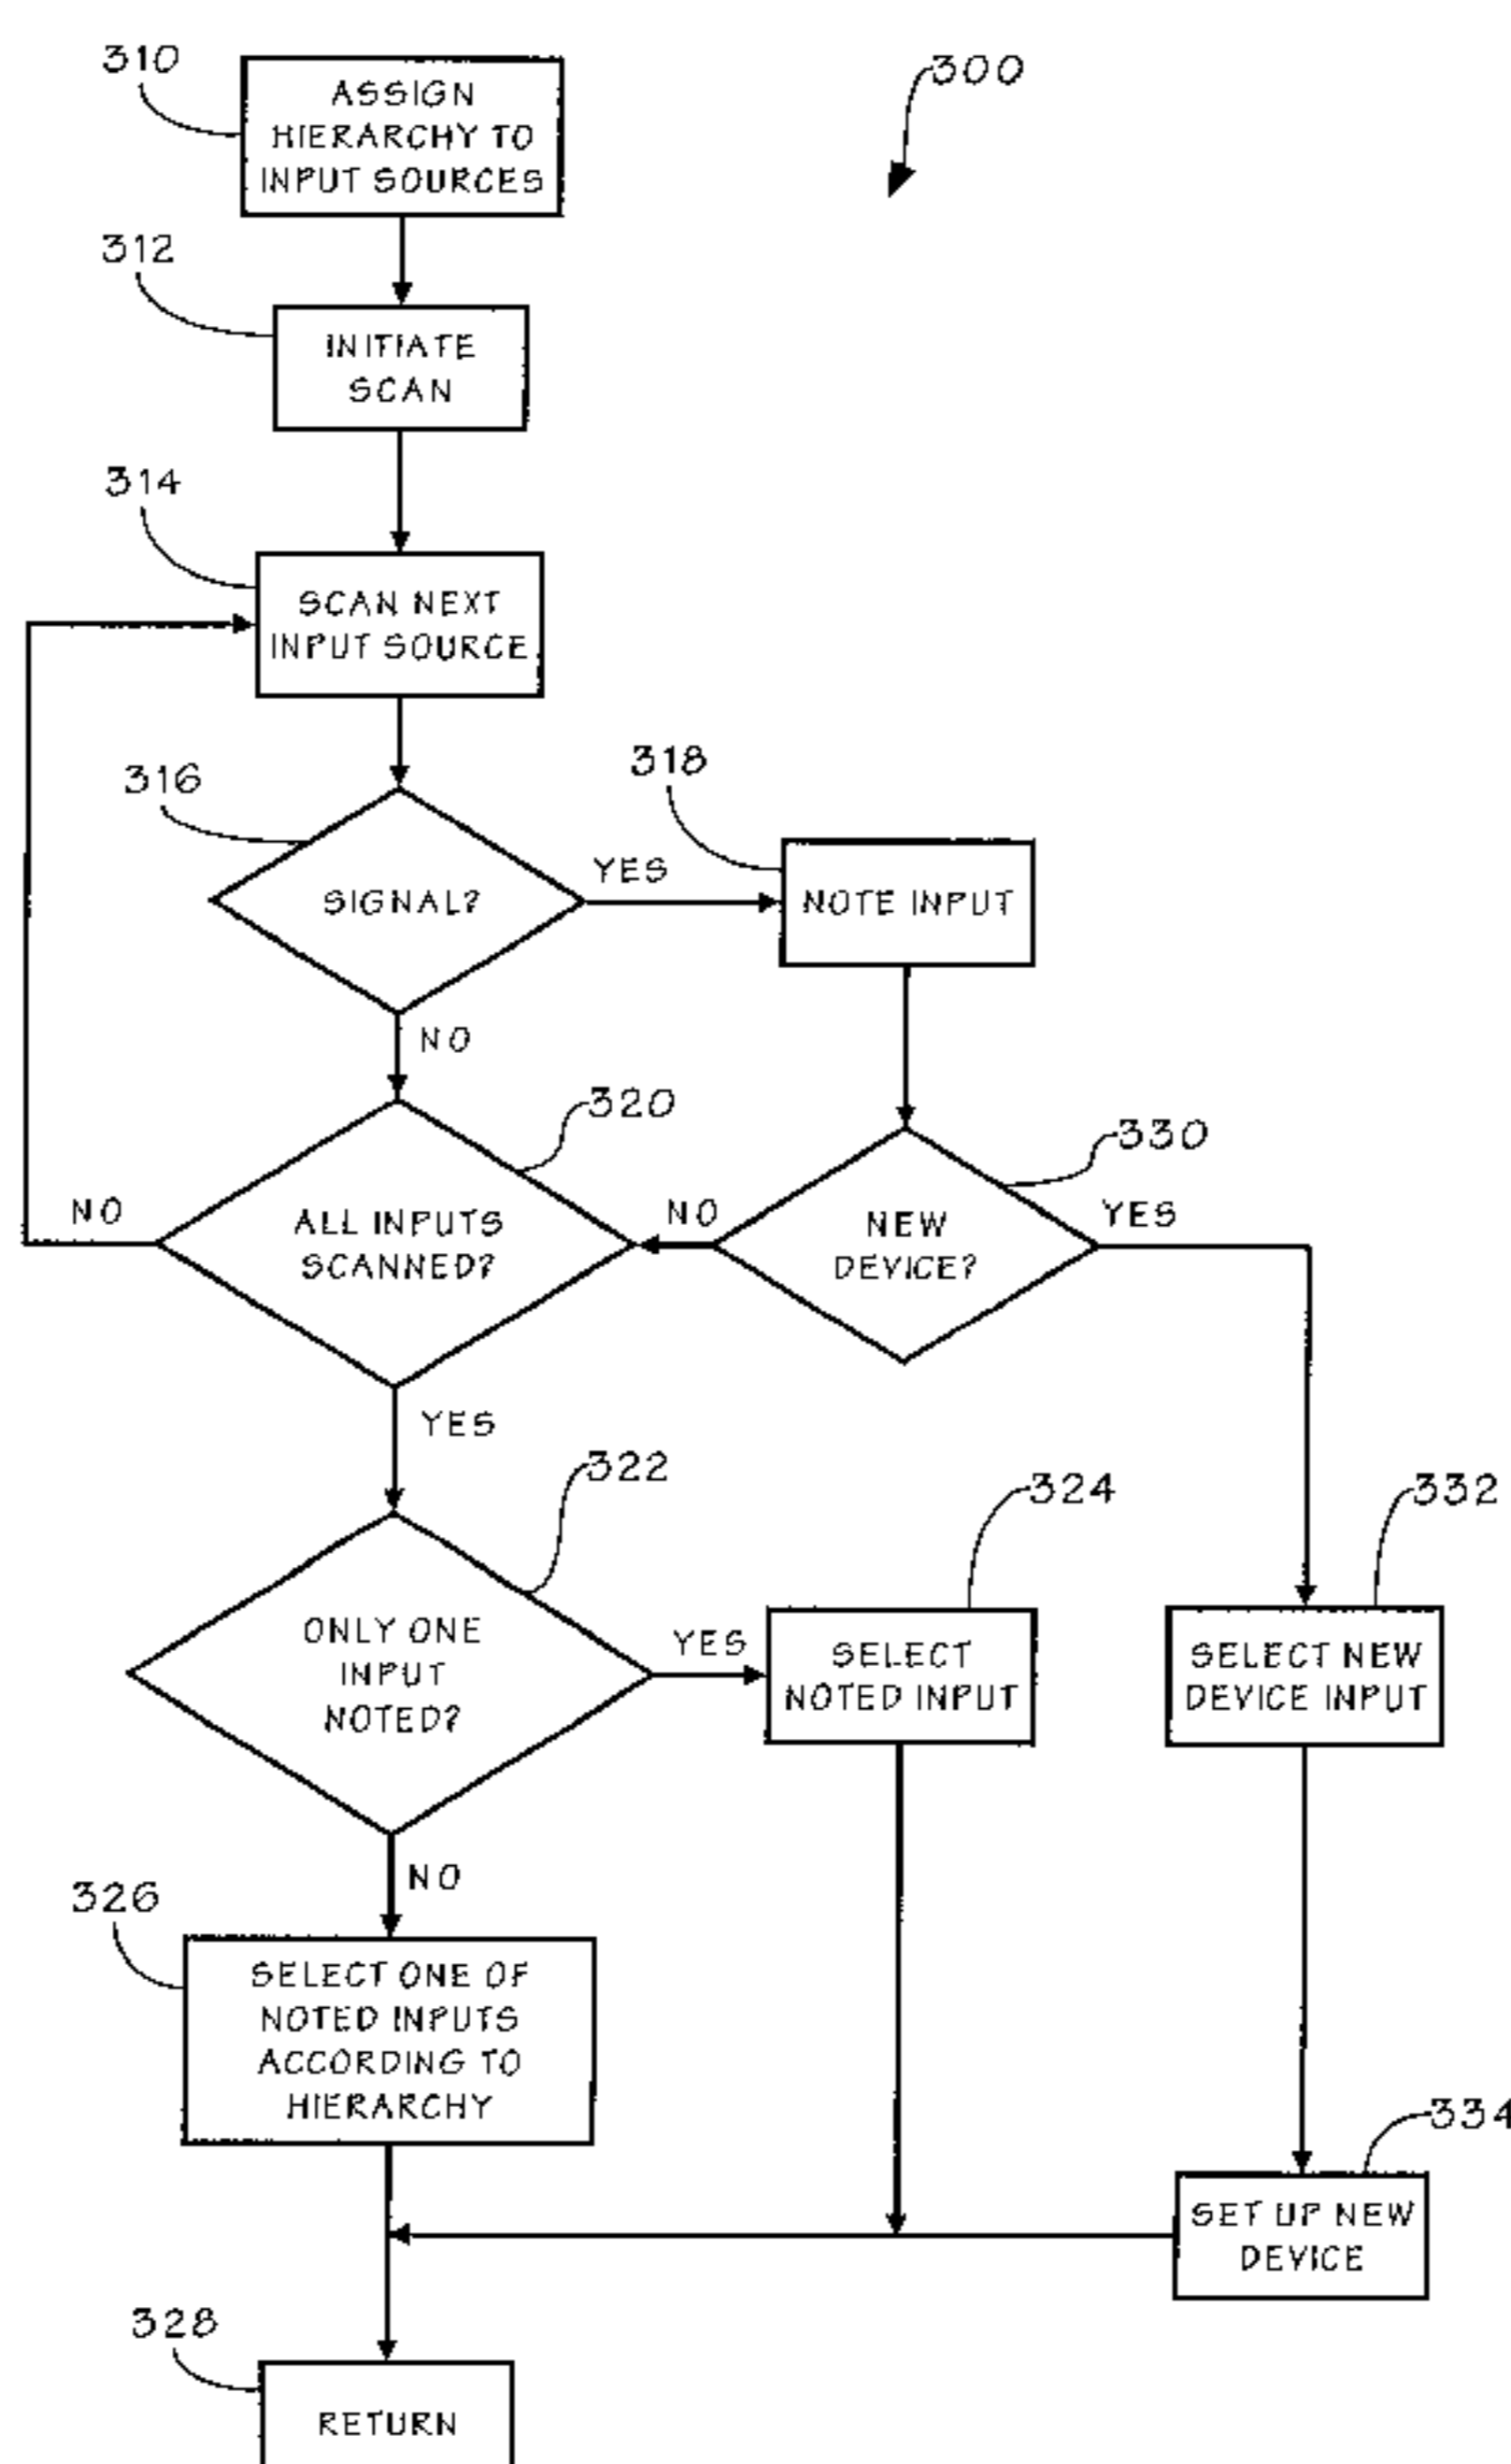 310
ASSIGN
HIERARCHY TO
INPUT SOURCES
300
312
INITIATE
SCAN
314
SCAN NEXT
INPUT SOURCE
316
SIGNAL?
YES
318
NOTE INPUT
NO
320
ALL INPUTS
SCANNED?
NO
330
NEW
DEVICE?
NO
YES
YES
322
ONLY ONE
INPUT
NOTED?
YES
324
SELECT
NOTED INPUT
332
SELECT NEW
DEVICE INPUT
NO
326
SELECT ONE OF
NOTED INPUTS
ACCORDING TO
HIERARCHY
334
SET UP NEW
DEVICE
328
RETURN